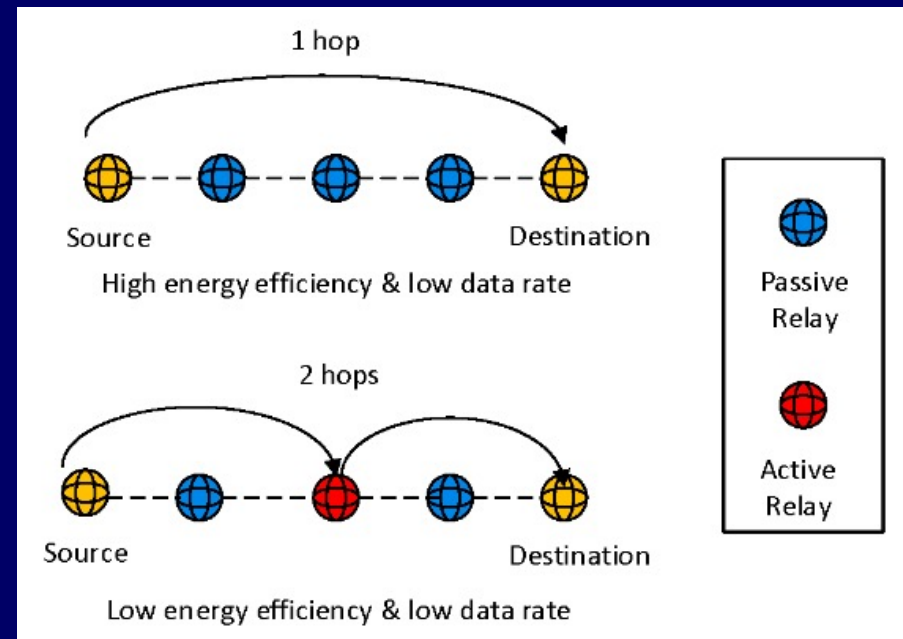 1 hop
Source
Destination
High energy efficiency & low data rate
2 hops
Source
Destination
Low energy efficiency & low data rate
Passive
Relay
Active
Relay